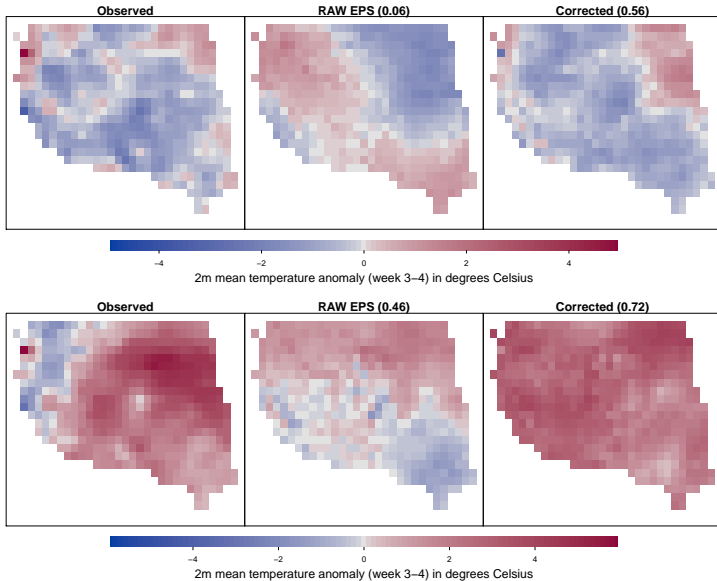 Observed RAW EPS (0.06) Corrected (0.56)
−4 −2 0 2 4
2m mean temperature anomaly (week 3−4) in degrees Celsius
Observed RAW EPS (0.46) Corrected (0.72)
−4 −2 0 2 4
2m mean temperature anomaly (week 3−4) in degrees Celsius